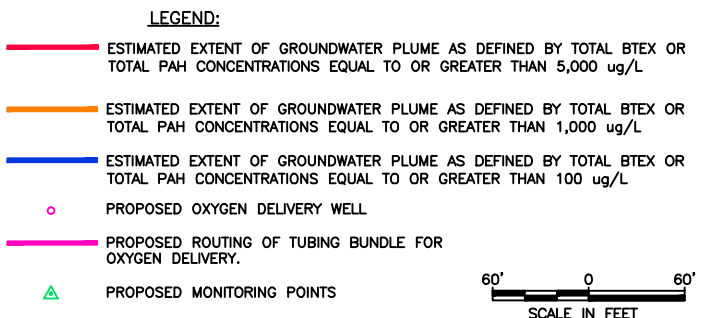 LEGEND:
ESTIMATED EXTENT OF GROUNDWATER PLUME AS DEFINED BY TOTAL BTEX OR
TOTAL PAH CONCENTRATIONS EQUAL TO OR GREATER THAN 5,000 ug/L
ESTIMATED EXTENT OF GROUNDWATER PLUME AS DEFINED BY TOTAL BTEX OR
TOTAL PAH CONCENTRATIONS EQUAL TO OR GREATER THAN 1,000 ug/L
ESTIMATED EXTENT OF GROUNDWATER PLUME AS DEFINED BY TOTAL BTEX OR
TOTAL PAH CONCENTRATIONS EQUAL TO OR GREATER THAN 100 ug/L
PROPOSED OXYGEN DELIVERY WELL
PROPOSED ROUTING OF TUBING BUNDLE FOR
OXYGEN DELIVERY.
PROPOSED MONITORING POINTS
60' 0 60'
SCALE IN FEET